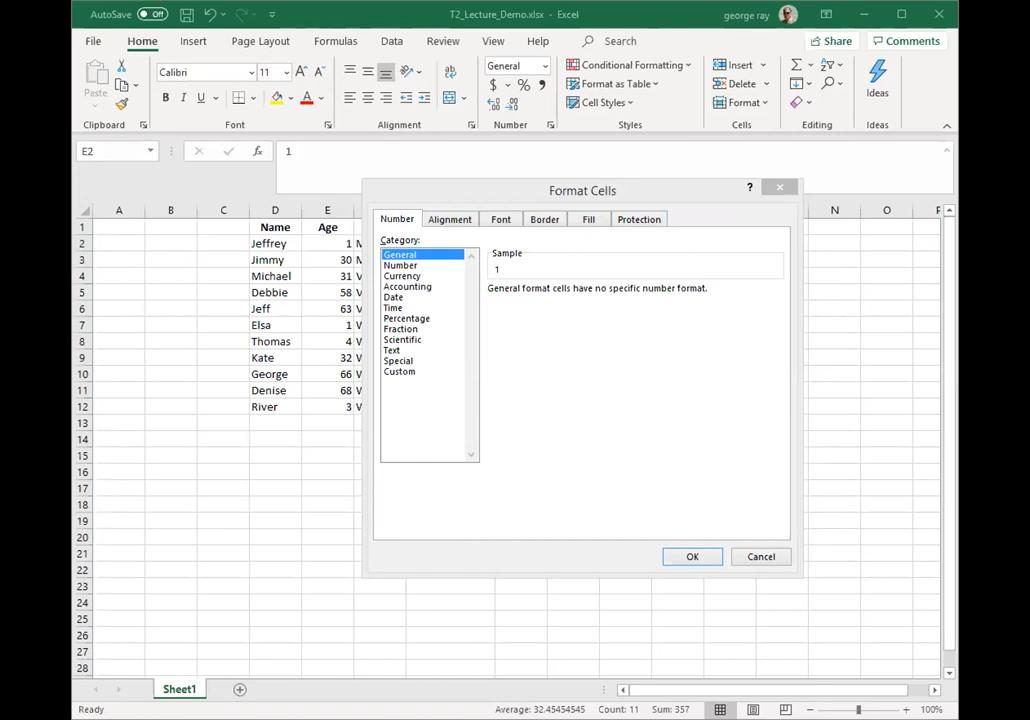 AutoSave Off T2_Lecture_Demo.xlsx - Excel george ray
File Home Insert Page Layout Formulas Data Review View Help Search Share Comments
Paste Calibri 11 General Conditional Formatting Insert Ideas
B I U A $ % Format as Table Delete
Cell Styles Format
Clipboard Font Alignment Number Styles Cells Editing Ideas
E2 fx 1
Format Cells ? ×
Number Alignment Font Border Fill Protection
Category:
General
Number
Currency
Accounting
Date
Time
Percentage
Fraction
Scientific
Text
Special
Custom
Sample
1
General format cells have no specific number format.
OK Cancel
A B C D E N O P
1 Name Age
2 Jeffrey 1 M
3 Jimmy 30 M
4 Michael 31 V
5 Debbie 58 V
6 Jeff 63 V
7 Elsa 1 W
8 Thomas 4 W
9 Kate 32 V
10 George 66 V
11 Denise 68 V
12 River 3 V
13
14
15
16
17
18
19
20
21
22
23
24
25
26
27
28
Sheet1
Ready Average: 32.45454545 Count: 11 Sum: 357 100%